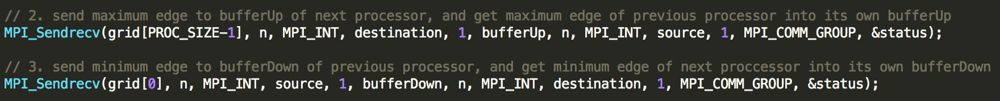 // 2. send maximum edge to bufferUp of next processor, and get maximum edge of previous processor into its own bufferUp
MPI_Sendrecv(grid[PROC_SIZE-1], n, MPI_INT, destination, 1, bufferUp, n, MPI_INT, source, 1, MPI_COMM_GROUP, &status);
// 3. send minimum edge to bufferDown of previous processor, and get minimum edge of next proccessor into its own bufferDown
MPI_Sendrecv(grid[0], n, MPI_INT, source, 1, bufferDown, n, MPI_INT, destination, 1, MPI_COMM_GROUP, &status);